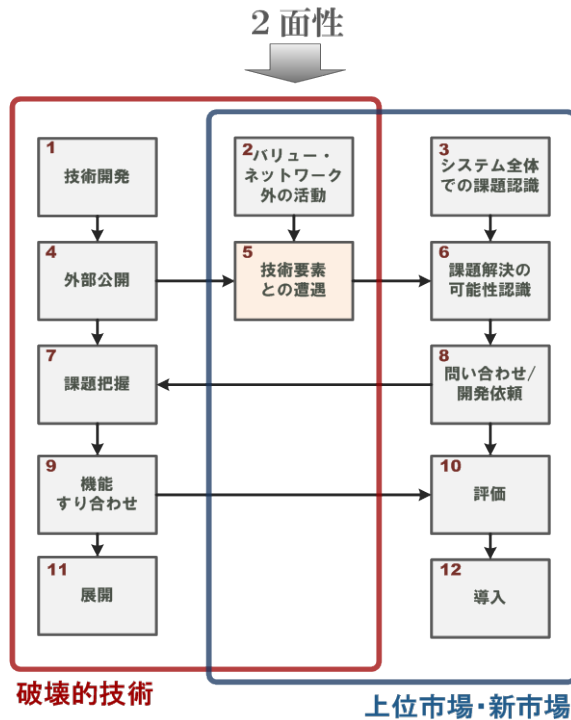 2面性
1
技術開発
2
バリュー・
ネットワーク
外の活動
3
システム全体
での課題認識
4
外部公開
5
技術要素
との遭遇
6
課題解決の
可能性認識
7
課題把握
8
問い合わせ/
開発依頼
9
機能
すり合わせ
10
評価
11
展開
12
導入
破壊的技術
上位市場・新市場